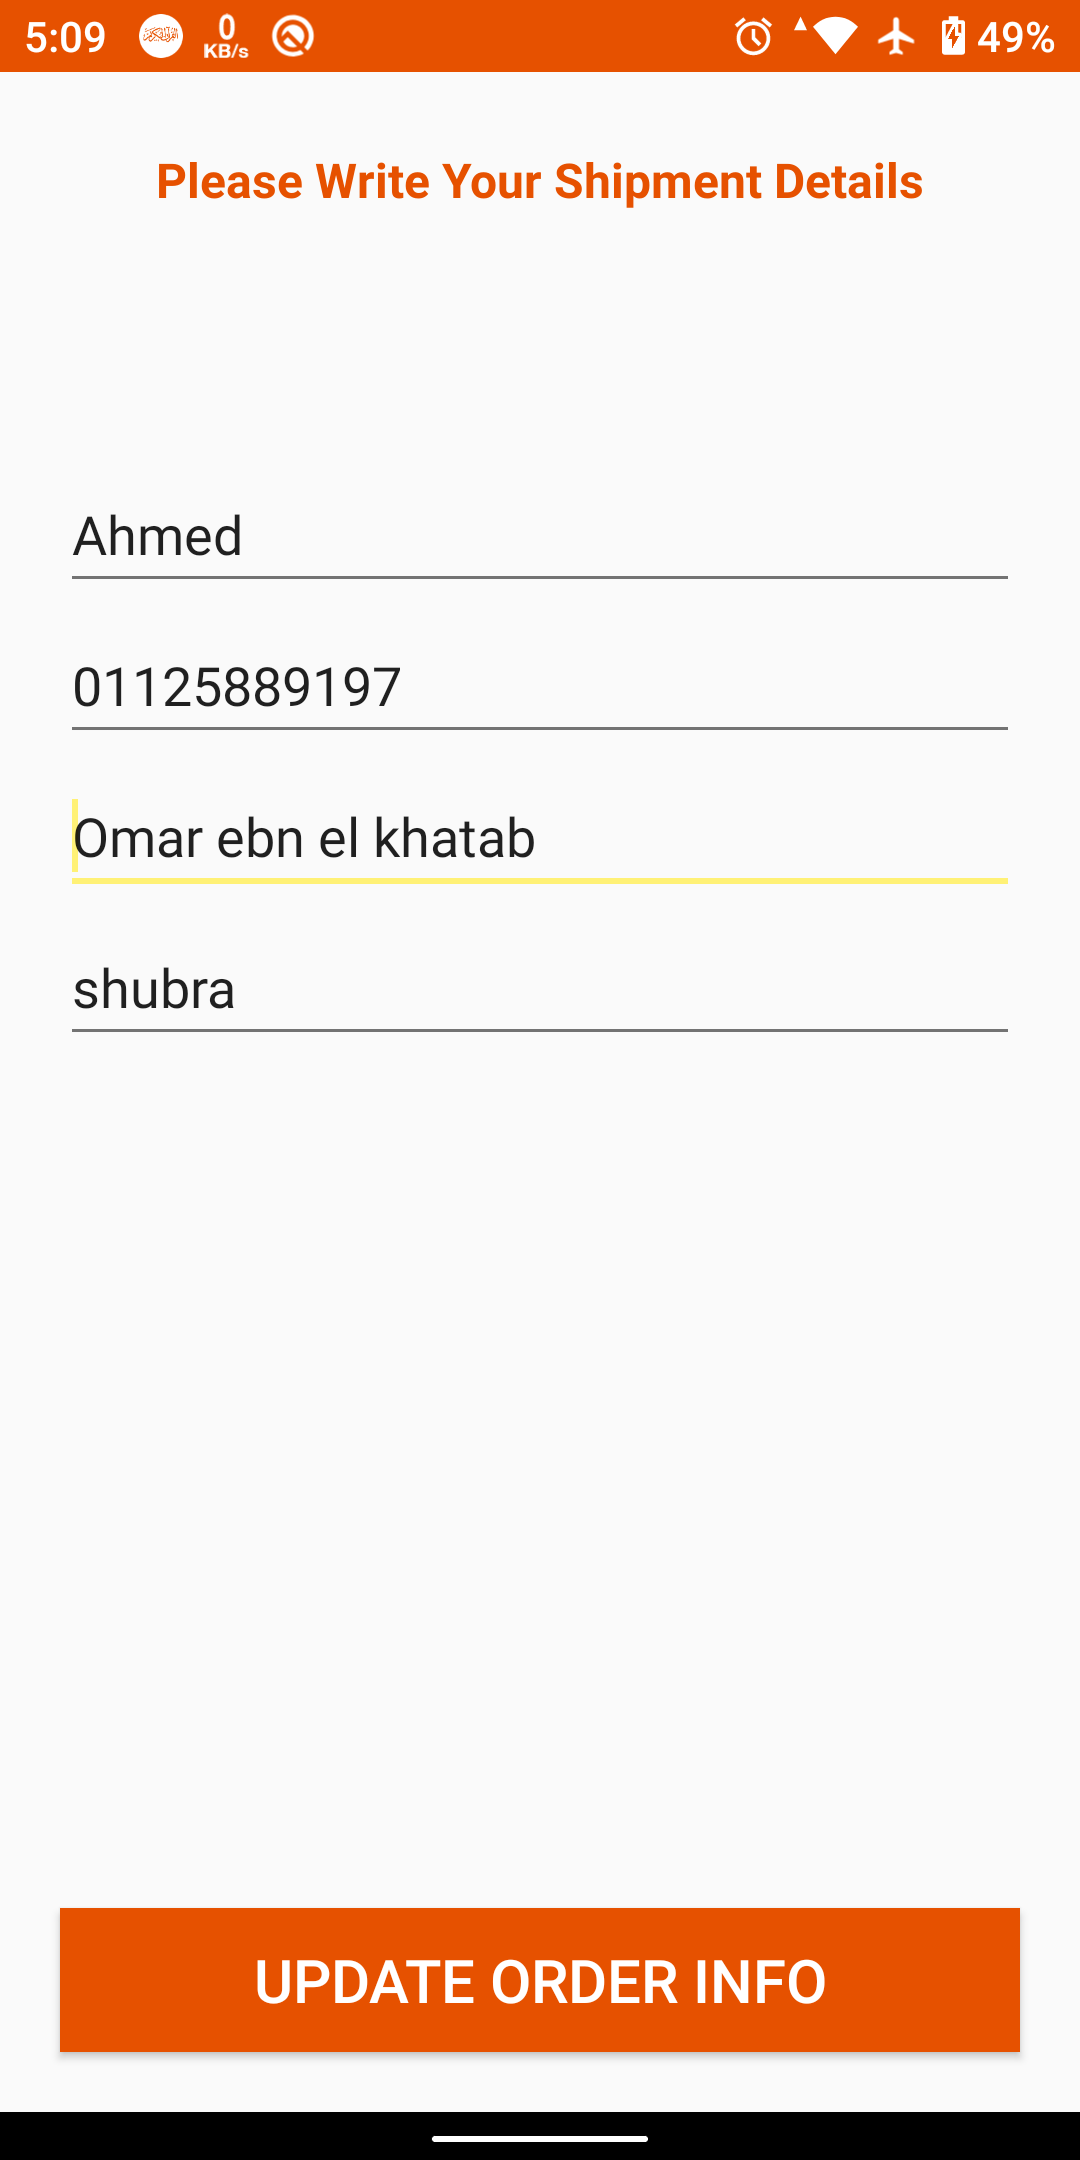 5:09
0
KB/s
49%
Please Write Your Shipment Details
Ahmed
01125889197
Omar ebn el khatab
shubra
UPDATE ORDER INFO